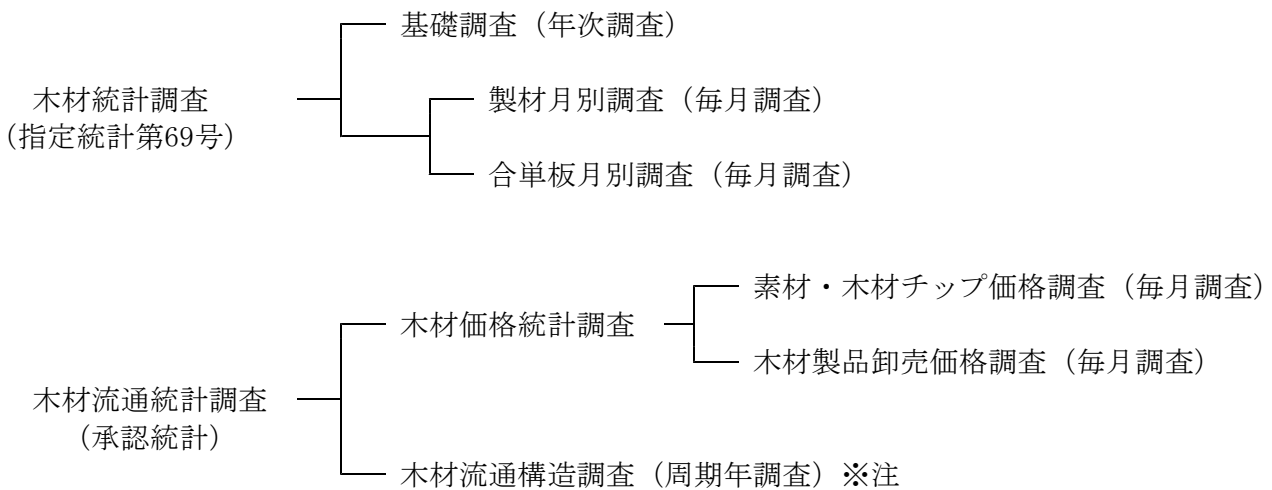 基礎調査（年次調査）
木材統計調査
（指定統計第69号）
製材月別調査（毎月調査）
合単板月別調査（毎月調査）
素材・木材チップ価格調査（毎月調査）
木材価格統計調査
木材製品卸売価格調査（毎月調査）
木材流通統計調査
（承認統計）
木材流通構造調査（周期年調査）※注